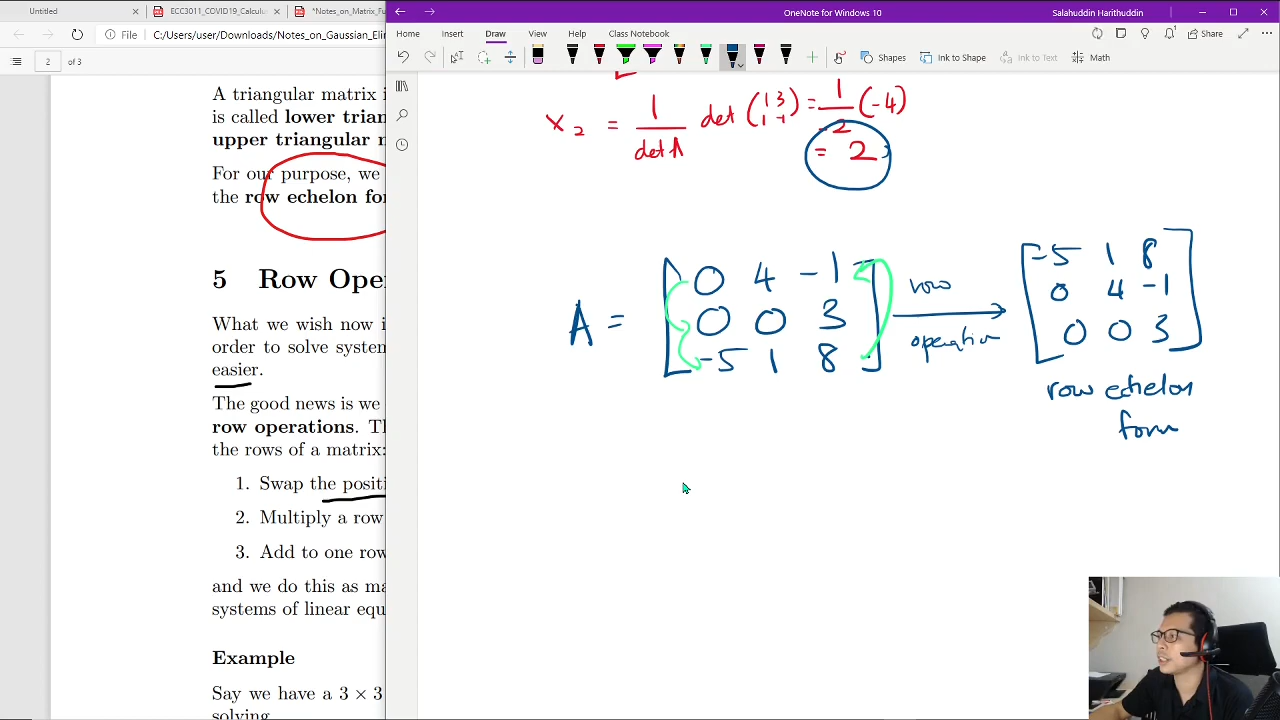 Untitled
ECC3011_COVID19_Calculu
*Notes_on_Matrix_Fu
File
C:/Users/user/Downloads/Notes_on_Gaussian_Elir
2 of 3
A triangular matrix i
is called lower trian
upper triangular m
For our purpose, we
the row echelon for
5 Row Ope
What we wish now i
order to solve system
easier.
The good news is we
row operations. Th
the rows of a matrix:
1. Swap the positi
2. Multiply a row
3. Add to one row
and we do this as ma
systems of linear equ
Example
Say we have a 3 × 3
solving
OneNote for Windows 10
Salahuddin Harithuddin
Home Insert Draw View Help Class Notebook
Share
Shapes Ink to Shape Ink to Text Math
x2 = 1/det A det (1 3 1 -1) = 1/-2 (-4)
= 2
A = [0 4 -1
0 0 3
-5 1 8]
row
operation
[-5 1 8
0 4 -1
0 0 3]
row echelon
form